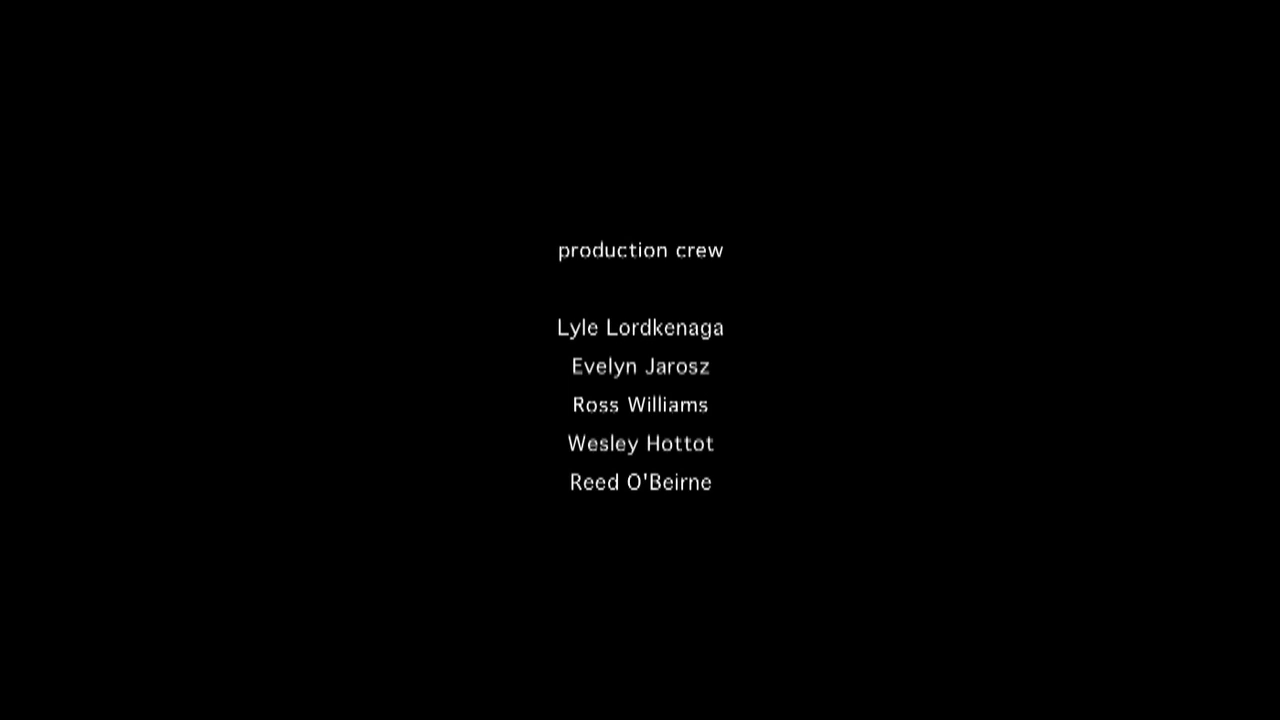 production crew
Lyle Lordkenaga
Evelyn Jarosz
Ross Williams
Wesley Hottot
Reed O'Beirne